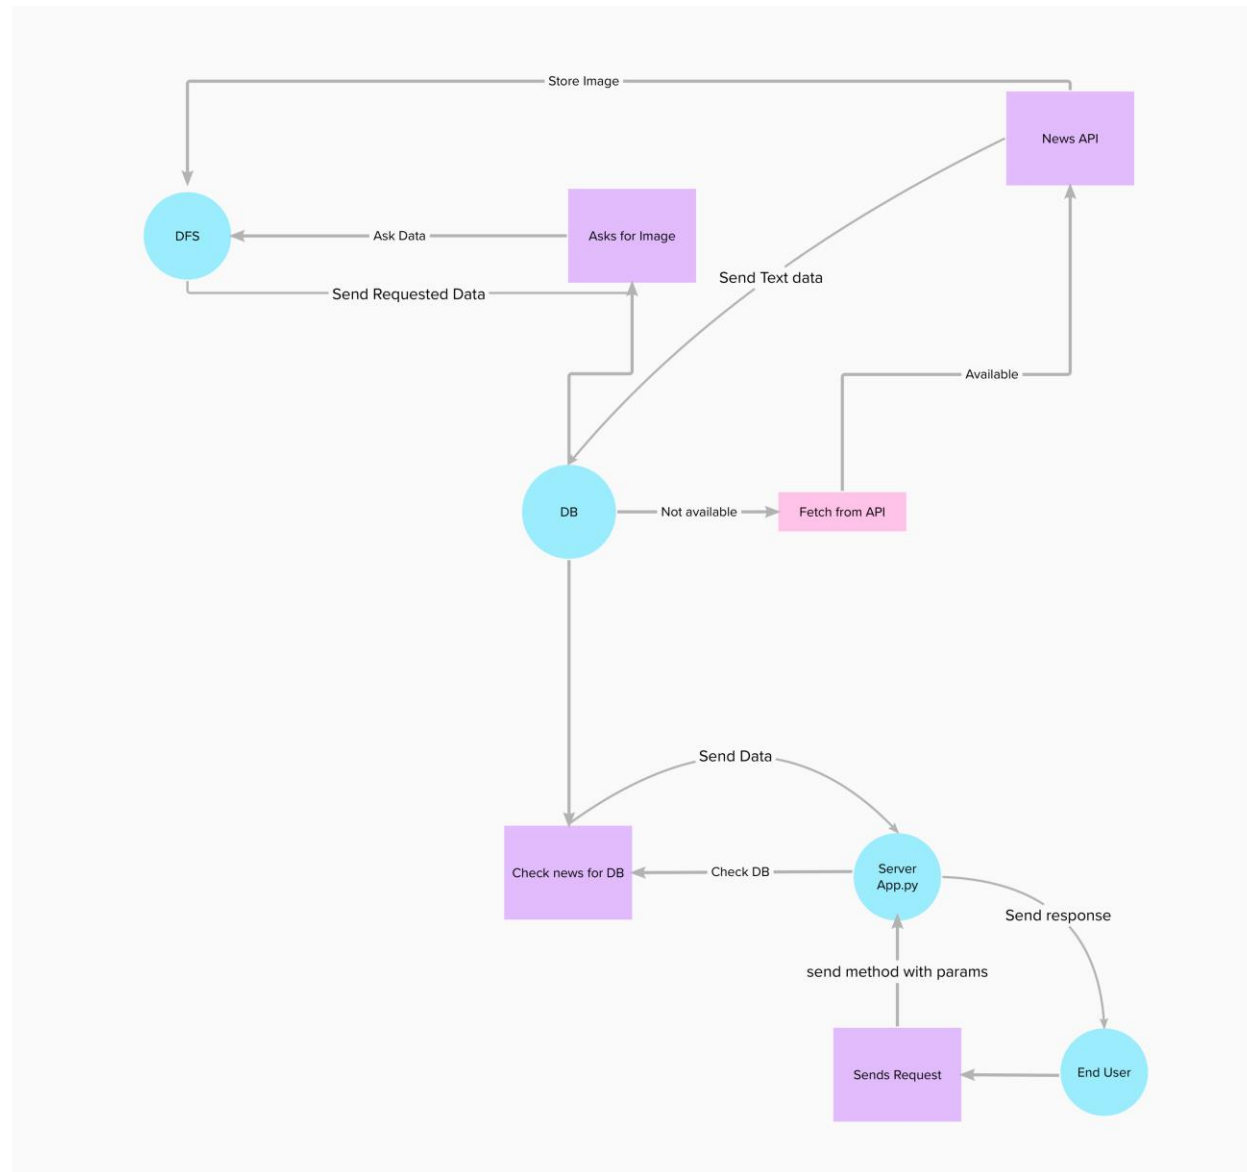 Store Image
News API
DFS
Ask Data
Asks for Image
Send Text data
Send Requested Data
Available
DB
Not available
Fetch from API
Send Data
Check news for DB
Check DB
Server
App.py
Send response
send method with params
Sends Request
End User